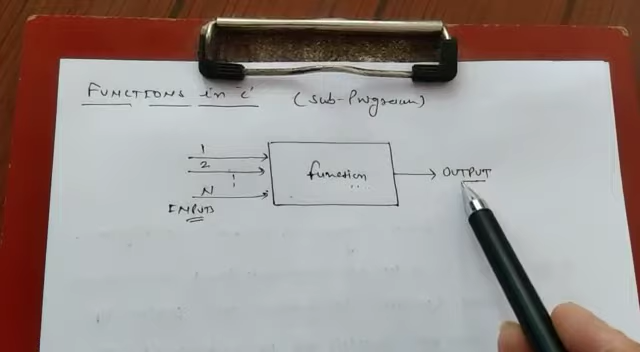 FUNCTIONS in 'c' (Sub-Program)
1
2
N
INPUTS
function
OUTPUT